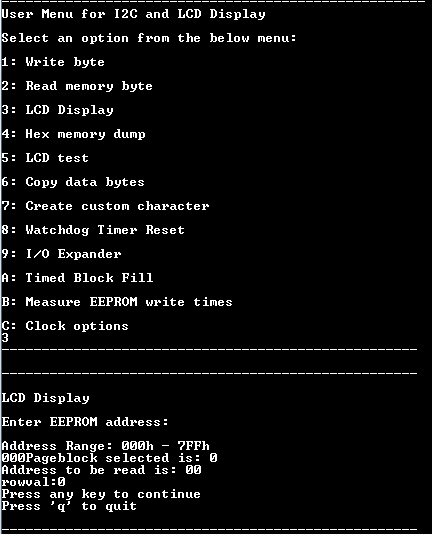 User Menu for I2C and LCD Display
Select an option from the below menu:
1: Write byte
2: Read memory byte
3: LCD Display
4: Hex memory dump
5: LCD test
6: Copy data bytes
7: Create custom character
8: Watchdog Timer Reset
9: I/O Expander
A: Timed Block Fill
B: Measure EEPROM write times
C: Clock options
3
LCD Display
Enter EEPROM address:
Address Range: 000h - 7FFh
000Pageblock selected is: 0
Address to be read is: 00
rowval:0
Press any key to continue
Press 'q' to quit